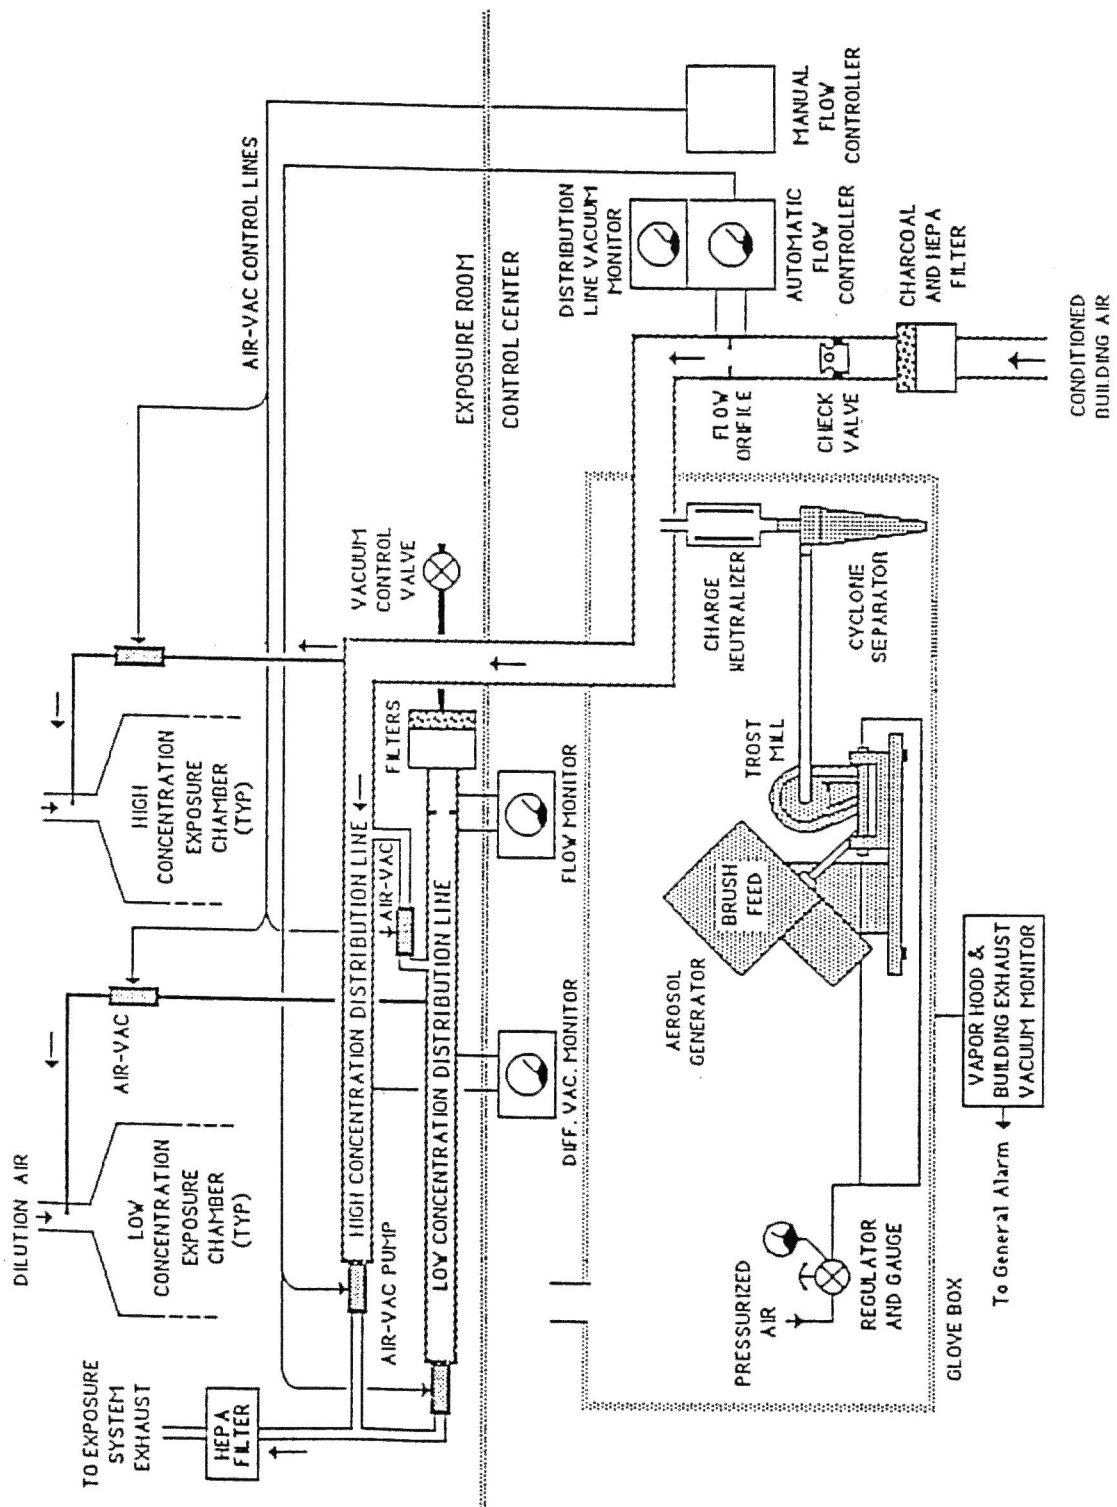 DILUTION AIR
TO EXPOSURE
SYSTEM
EXHAUST
HEPA
FILTER
LOW
CONCENTRATION
EXPOSURE
CHAMBER
(TYP)
AIR-VAC
HIGH
CONCENTRATION
EXPOSURE
CHAMBER
(TYP)
AIR-VAC CONTROL LINES
AIR-VAC PUMP
HIGH CONCENTRATION DISTRIBUTION LINE
AIR-VAC
LOW CONCENTRATION DISTRIBUTION LINE
FILTERS
VACUUM
CONTROL
VALVE
EXPOSURE ROOM
CONTROL CENTER
DIFF. VAC. MONITOR
FLOW MONITOR
DISTRIBUTION
LINE VACUUM
MONITOR
MANUAL
FLOW
CONTROLLER
AUTOMATIC
FLOW
CONTROLLER
FLOW
ORIFICE
CHECK
VALVE
CHARCOAL
AND HEPA
FILTER
CONDITIONED
BUILDING AIR
PRESSURIZED
AIR
REGULATOR
AND GAUGE
AEROSOL
GENERATOR
BRUSH
FEED
TROST
MILL
CHARGE
NEUTRALIZER
CYCLONE
SEPARATOR
GLOVE BOX
VAPOR HOOD &
BUILDING EXHAUST
VACUUM MONITOR
To General Alarm